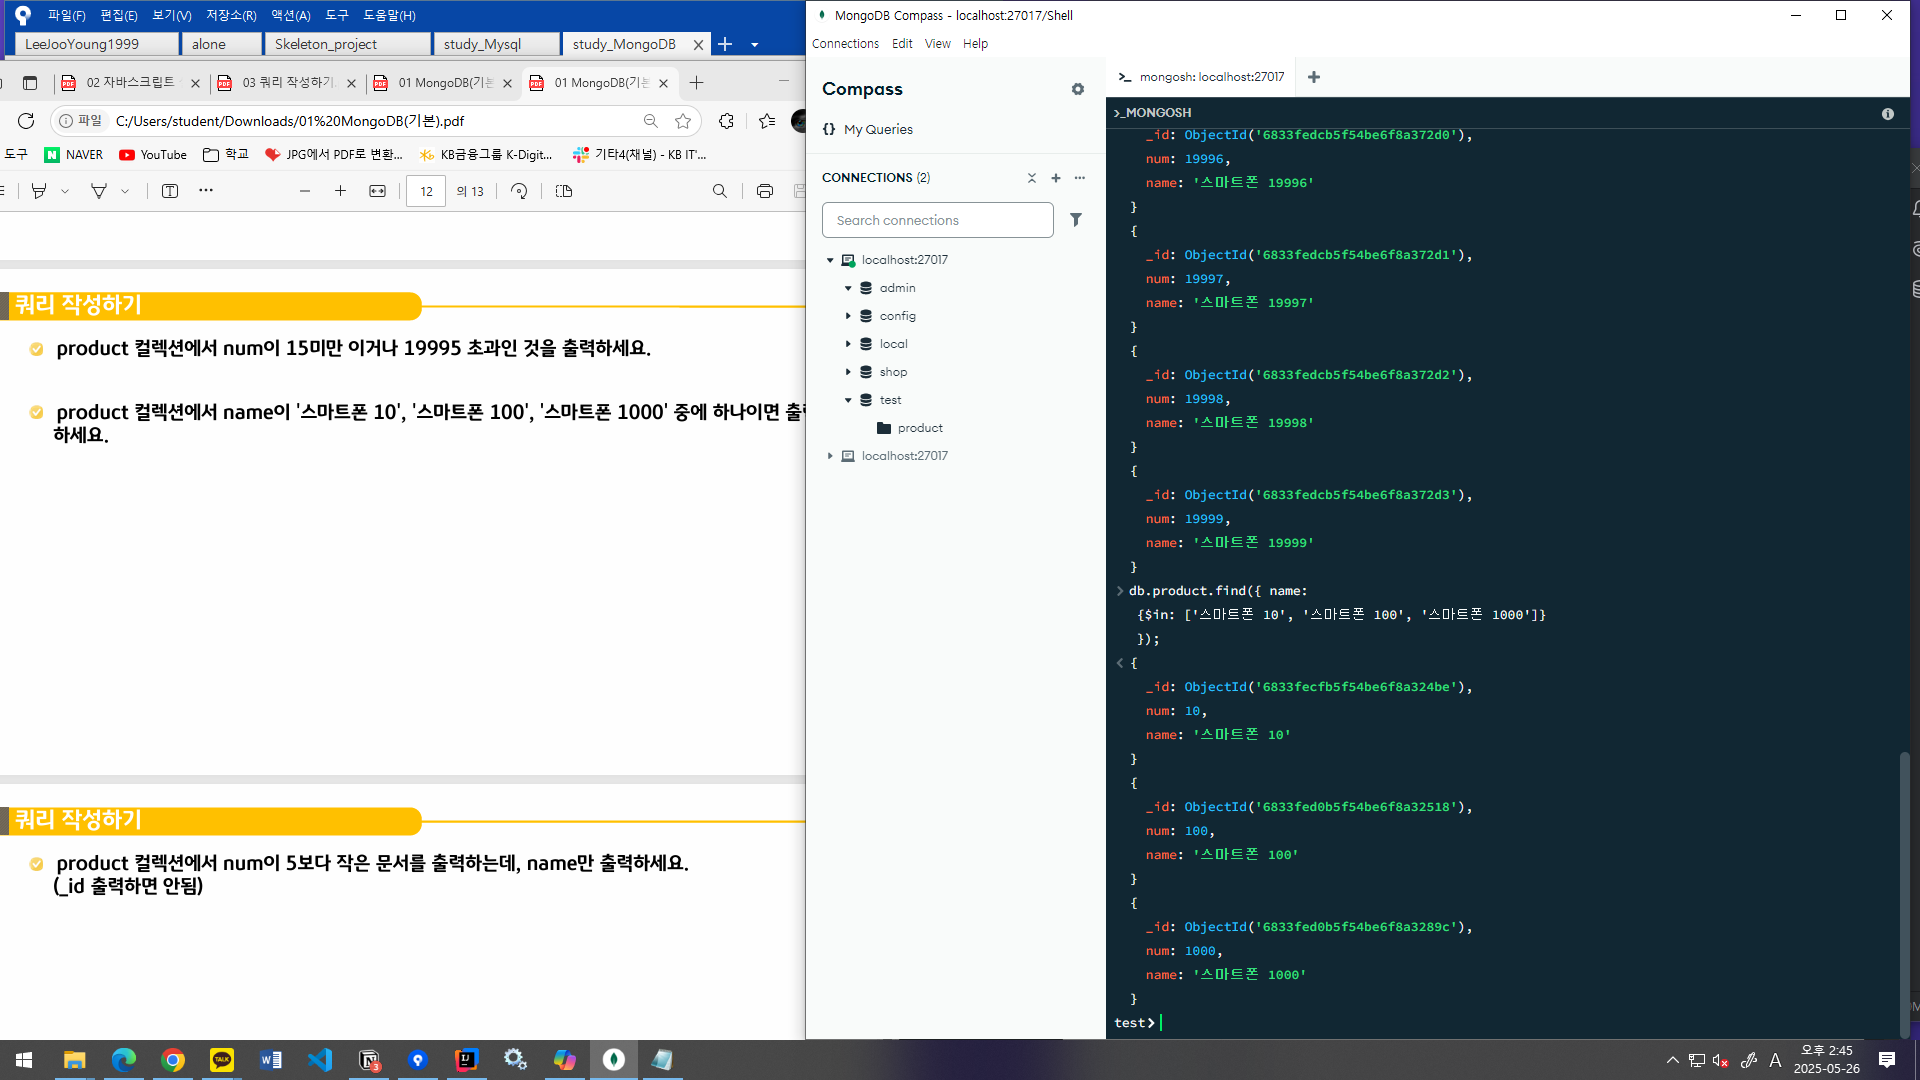 파일(F) 편집(E) 보기(V) 저장소(R) 액션(A) 도구 도움말(H)
LeeJooYoung1999 alone Skeleton_project study_Mysql study_MongoDB
02 자바스크립트 03 쿼리 작성하기 01 MongoDB(기본 01 MongoDB(기본
파일 C:/Users/student/Downloads/01%20MongoDB(기본).pdf
도구 NAVER YouTube 학교 JPG에서 PDF로 변환... KB금융그룹 K-Digit... 기타4(채널) - KB IT'...
12 의 13
쿼리 작성하기
product 컬렉션에서 num이 15미만 이거나 19995 초과인 것을 출력하세요.
product 컬렉션에서 name이 '스마트폰 10', '스마트폰 100', '스마트폰 1000' 중에 하나이면 출력
하세요.
쿼리 작성하기
product 컬렉션에서 num이 5보다 작은 문서를 출력하는데, name만 출력하세요.
(_id 출력하면 안됨)
MongoDB Compass - localhost:27017/Shell
Connections Edit View Help
Compass
{} My Queries
CONNECTIONS (2)
Search connections
localhost:27017
admin
config
local
shop
test
product
localhost:27017
mongosh: localhost:27017
>_MONGOSH
_id: ObjectId('6833fedcb5f54be6f8a372d0'),
num: 19996,
name: '스마트폰 19996'
}
{
_id: ObjectId('6833fedcb5f54be6f8a372d1'),
num: 19997,
name: '스마트폰 19997'
}
{
_id: ObjectId('6833fedcb5f54be6f8a372d2'),
num: 19998,
name: '스마트폰 19998'
}
{
_id: ObjectId('6833fedcb5f54be6f8a372d3'),
num: 19999,
name: '스마트폰 19999'
}
> db.product.find({ name:
{$in: ['스마트폰 10', '스마트폰 100', '스마트폰 1000']}
});
< {
_id: ObjectId('6833fecfb5f54be6f8a324be'),
num: 10,
name: '스마트폰 10'
}
{
_id: ObjectId('6833fed0b5f54be6f8a32518'),
num: 100,
name: '스마트폰 100'
}
{
_id: ObjectId('6833fed0b5f54be6f8a3289c'),
num: 1000,
name: '스마트폰 1000'
}
test>
TALK
3
A
오후 2:45
2025-05-26